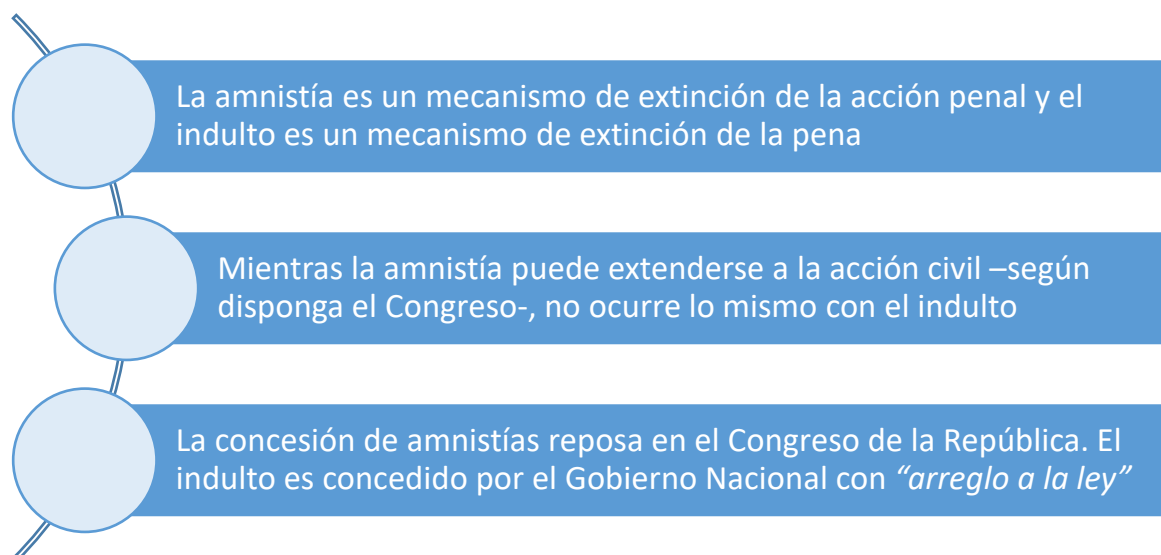 La amnistía es un mecanismo de extinción de la acción penal y el
indulto es un mecanismo de extinción de la pena
Mientras la amnistía puede extenderse a la acción civil –según
disponga el Congreso-, no ocurre lo mismo con el indulto
La concesión de amnistías reposa en el Congreso de la República. El
indulto es concedido por el Gobierno Nacional con “arreglo a la ley”